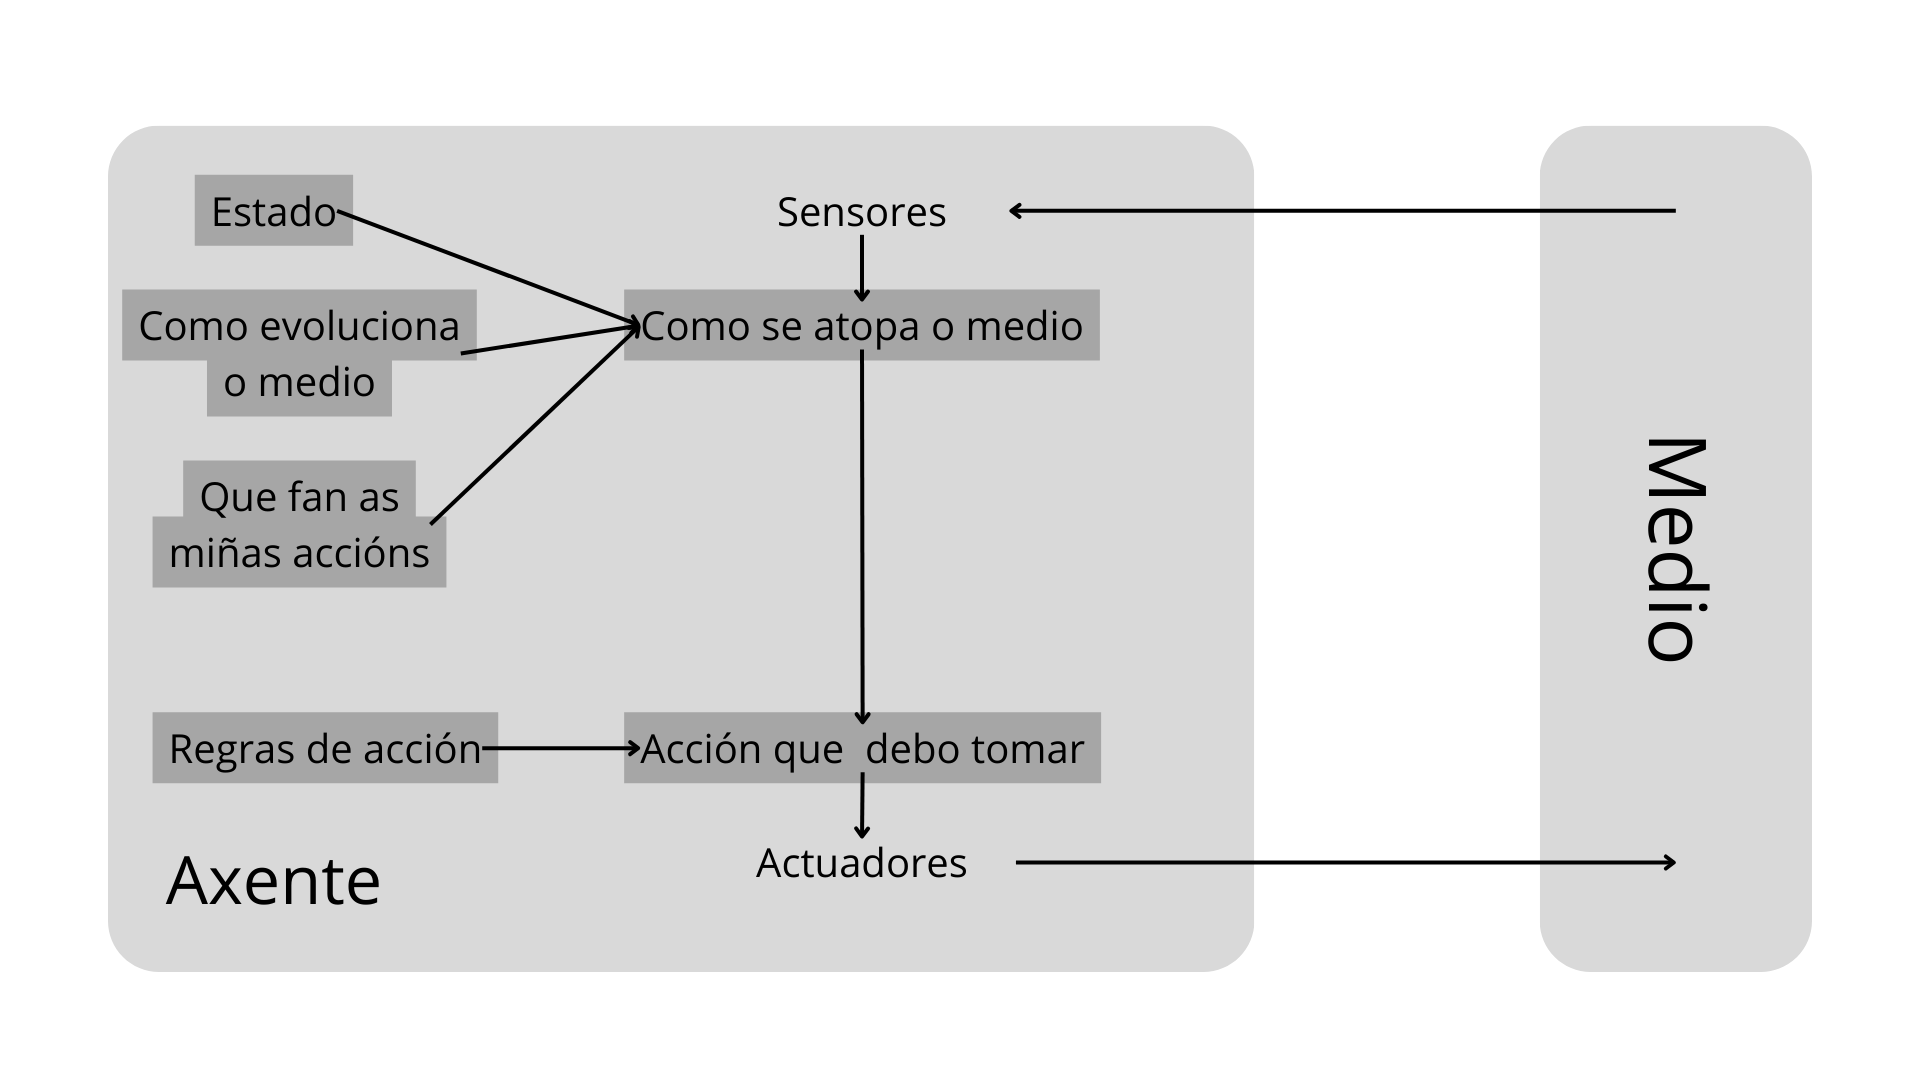 Estado
Sensores
Como evoluciona
o medio
Como se atopa o medio
Que fan as
miñas accións
Regras de acción
Acción que  debo tomar
Actuadores
Axente
Medio